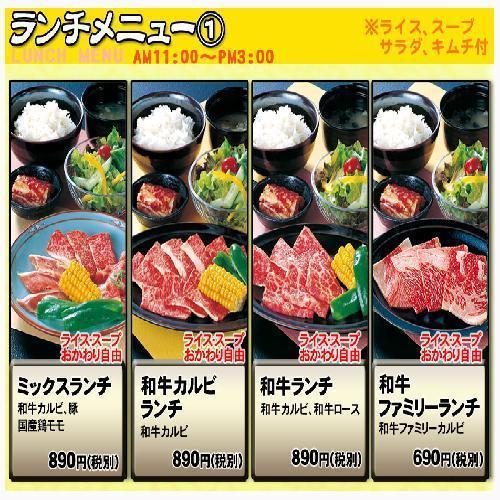 ランチメニュー①
LUNCH MENU AM11:00～PM3:00
※ライス、スープ
サラダ、キムチ付
ライス・スープ
おかわり自由
ミックスランチ
和牛カルビ、豚
国産鶏モモ
890円(税別)
ライス・スープ
おかわり自由
和牛カルビ
ランチ
和牛カルビ
890円(税別)
ライス・スープ
おかわり自由
和牛ランチ
和牛カルビ、和牛ロース
890円(税別)
ライス・スープ
おかわり自由
和牛
ファミリーランチ
和牛ファミリーカルビ
690円(税別)